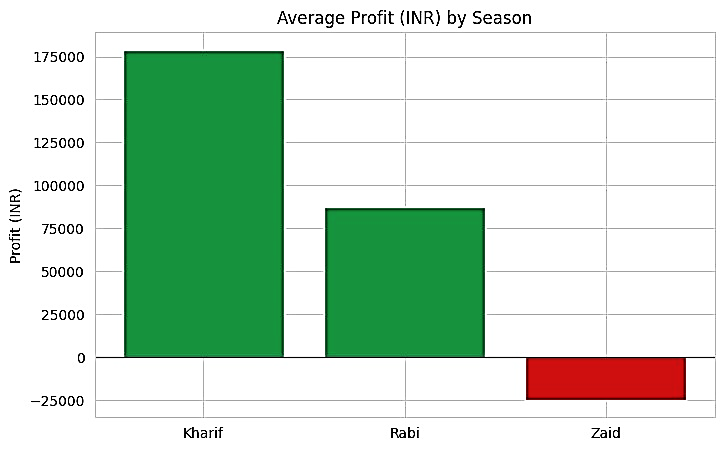 Average Profit (INR) by Season
Profit (INR)
175000
150000
125000
100000
75000
50000
25000
0
−25000
Kharif
Rabi
Zaid